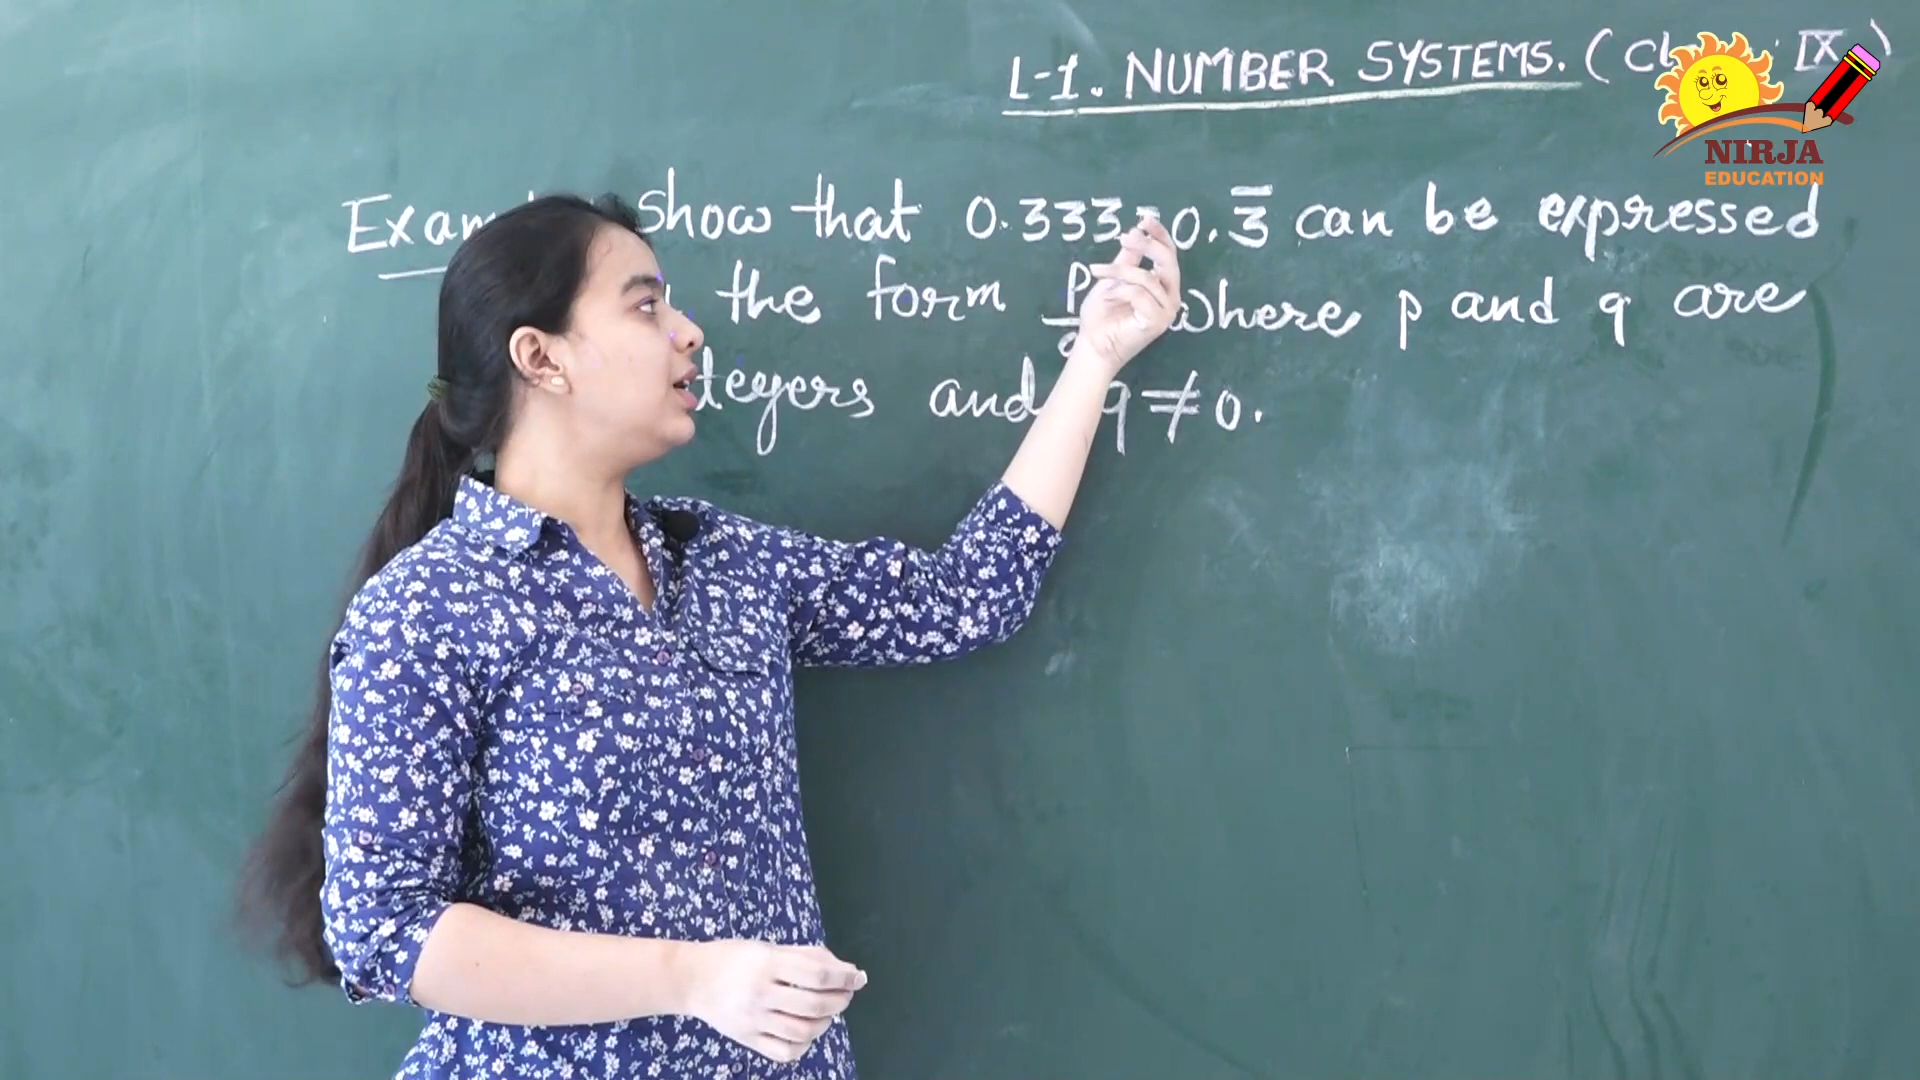 L-1. NUMBER SYSTEMS. ( IX )
NIRJA
EDUCATION
show that 0.333 = 0.3̅ can be expressed
the form p where p and q are
and q ≠ 0.